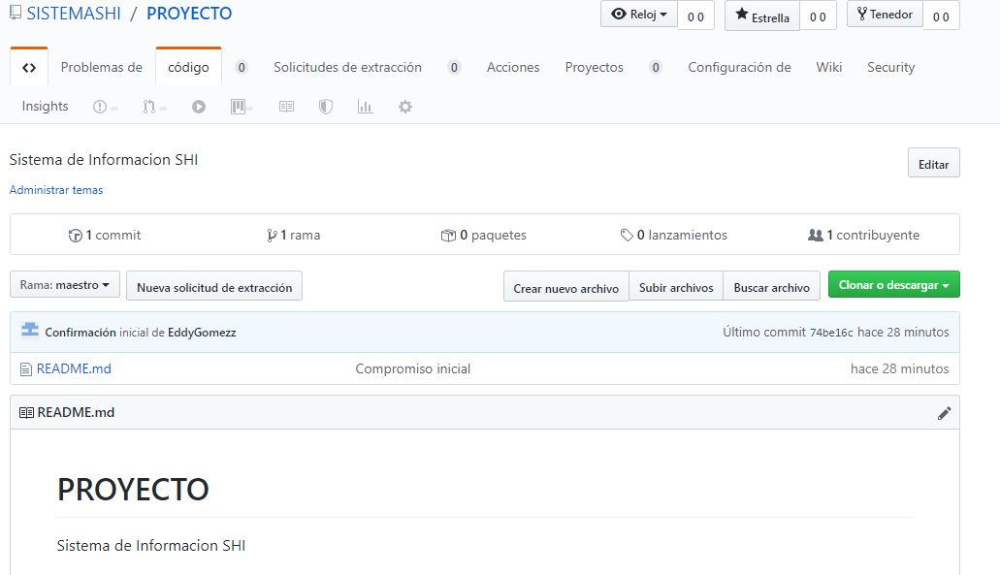 SISTEMASHI / PROYECTO Reloj 0 0 Estrella 0 0 Tenedor 0 0
Problemas de código 0 Solicitudes de extracción 0 Acciones Proyectos 0 Configuración de Wiki Security
Insights
Sistema de Informacion SHI Editar
Administrar temas
1 commit 1 rama 0 paquetes 0 lanzamientos 1 contribuyente
Rama: maestro Nueva solicitud de extracción Crear nuevo archivo Subir archivos Buscar archivo Clonar o descargar
Confirmación inicial de EddyGomezz Último commit 74be16c hace 28 minutos
README.md Compromiso inicial hace 28 minutos
README.md
PROYECTO
Sistema de Informacion SHI